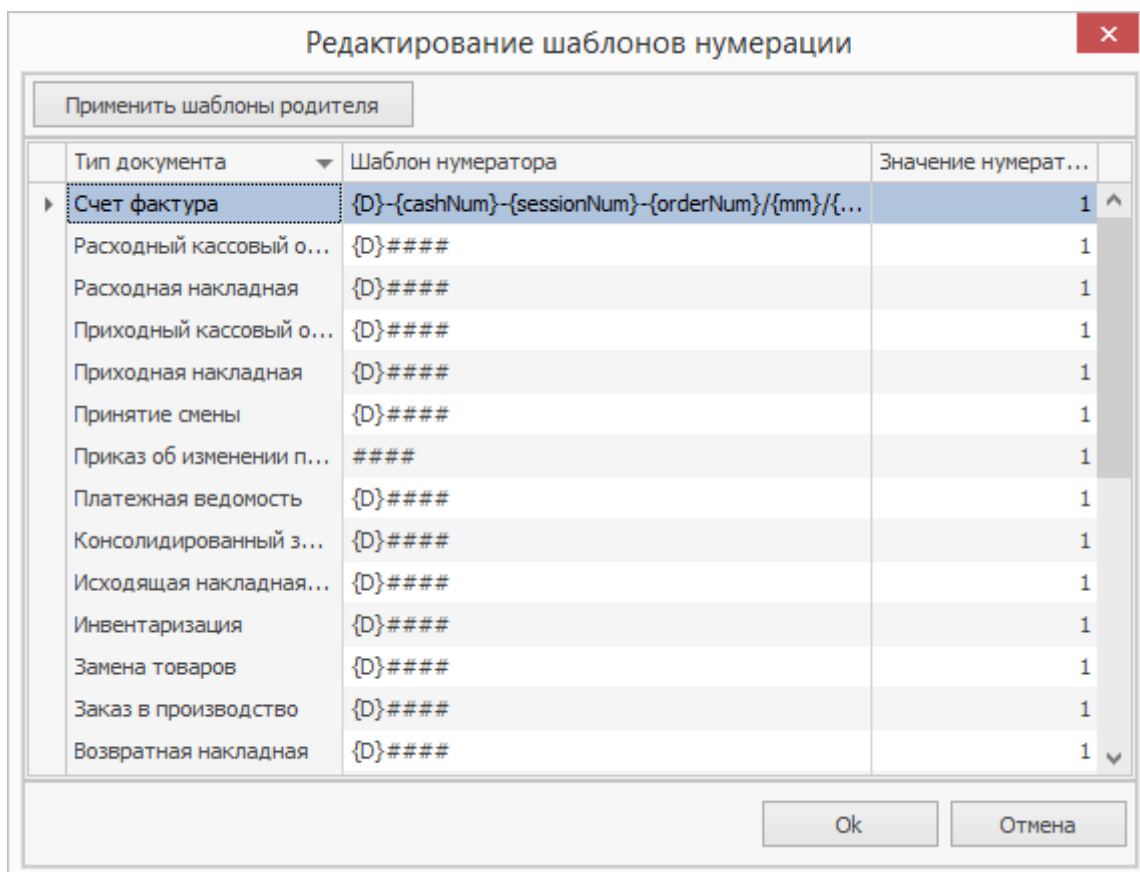 Редактирование шаблонов нумерации
Применить шаблоны родителя
Тип документа Шаблон нумератора Значение нумерат...
Счет фактура {D}-{cashNum}-{sessionNum}-{orderNum}/{mm}/{... 1
Расходный кассовый о... {D}#### 1
Расходная накладная {D}#### 1
Приходный кассовый о... {D}#### 1
Приходная накладная {D}#### 1
Принятие смены {D}#### 1
Приказ об изменении п... #### 1
Платежная ведомость {D}#### 1
Консолидированный з... {D}#### 1
Исходящая накладная... {D}#### 1
Инвентаризация {D}#### 1
Замена товаров {D}#### 1
Заказ в производство {D}#### 1
Возвратная накладная {D}#### 1
Ok Отмена